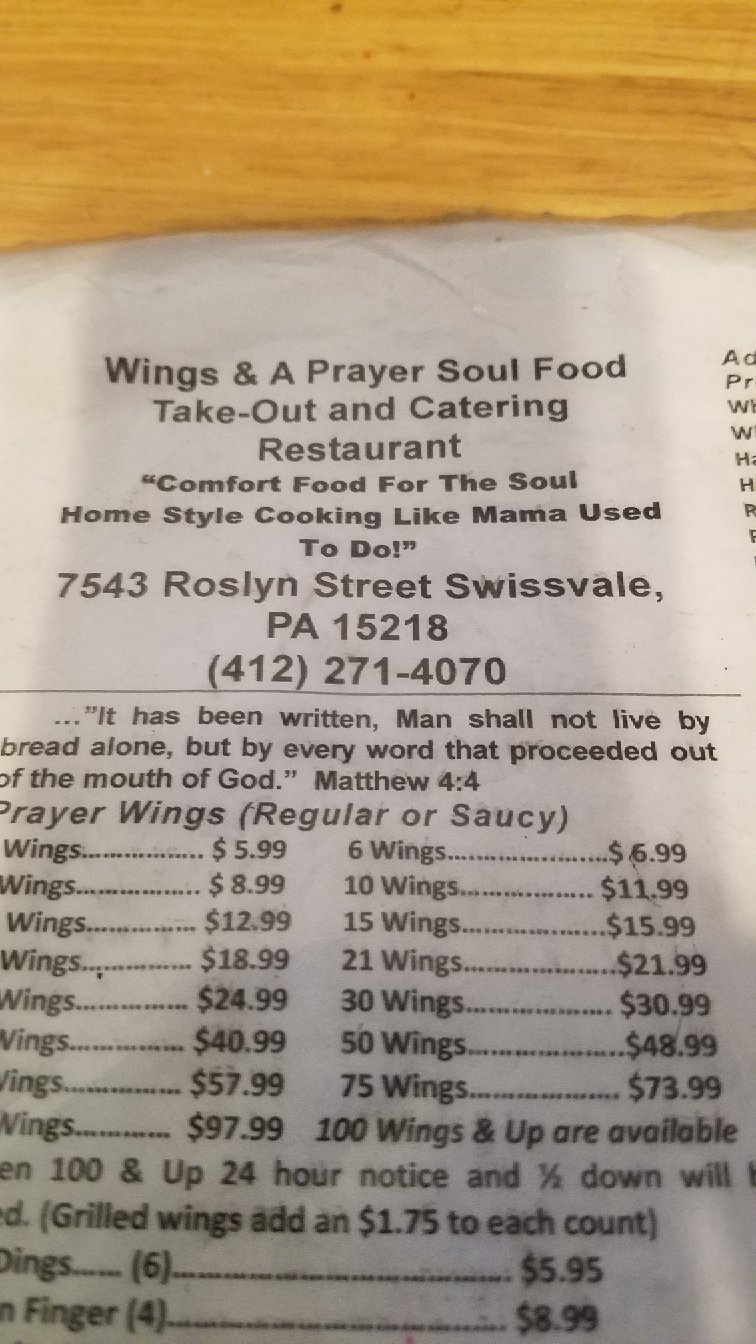 Wings & A Prayer Soul Food
Take-Out and Catering
Restaurant
“Comfort Food For The Soul
Home Style Cooking Like Mama Used
To Do!”
7543 Roslyn Street Swissvale,
PA 15218
(412) 271-4070
...”It has been written, Man shall not live by
bread alone, but by every word that proceeded out
of the mouth of God.” Matthew 4:4
Prayer Wings (Regular or Saucy)
Wings.................. $ 5.99 6 Wings........................$ 6.99
Wings.................. $ 8.99 10 Wings.................... $11.99
Wings................ $12.99 15 Wings.....................$15.99
Wings................ $18.99 21 Wings......................$21.99
Wings................ $24.99 30 Wings..................... $30.99
Wings................ $40.99 50 Wings.......................$48.99
Wings................ $57.99 75 Wings...................... $73.99
Wings............. $97.99 100 Wings & Up are available
100 & Up 24 hour notice and ½ down will
(Grilled wings add an $1.75 to each count)
Dings...... (6)........................................... $5.95
Finger (4)........................................... $8.99